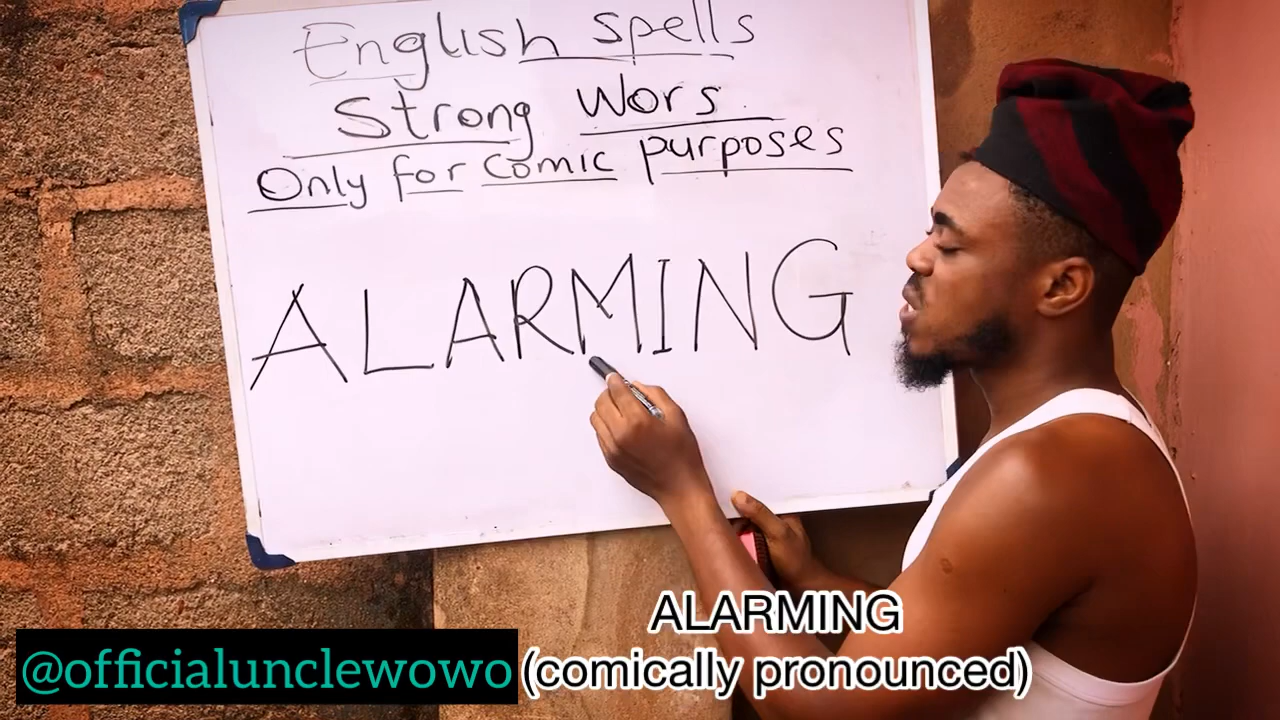 English spells
Strong Wors.
Only for Comic purposes
ALARMING
ALARMING
@officialunclewowo (comically pronounced)